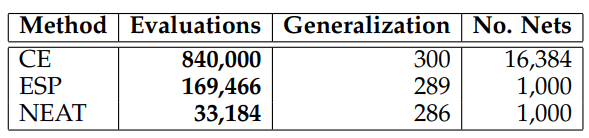 Method Evaluations Generalization No. Nets
CE 840,000 300 16,384
ESP 169,466 289 1,000
NEAT 33,184 286 1,000